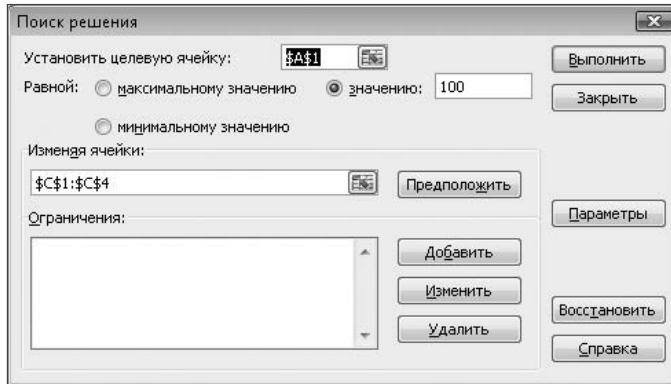 Поиск решения
Установить целевую ячейку: $A$1 Выполнить
Равной: максимальному значению значению: 100 Закрыть
минимальному значению
Изменяя ячейки:
$C$1:$C$4 Предположить
Ограничения: Параметры
Добавить
Изменить Восстановить
Удалить Справка